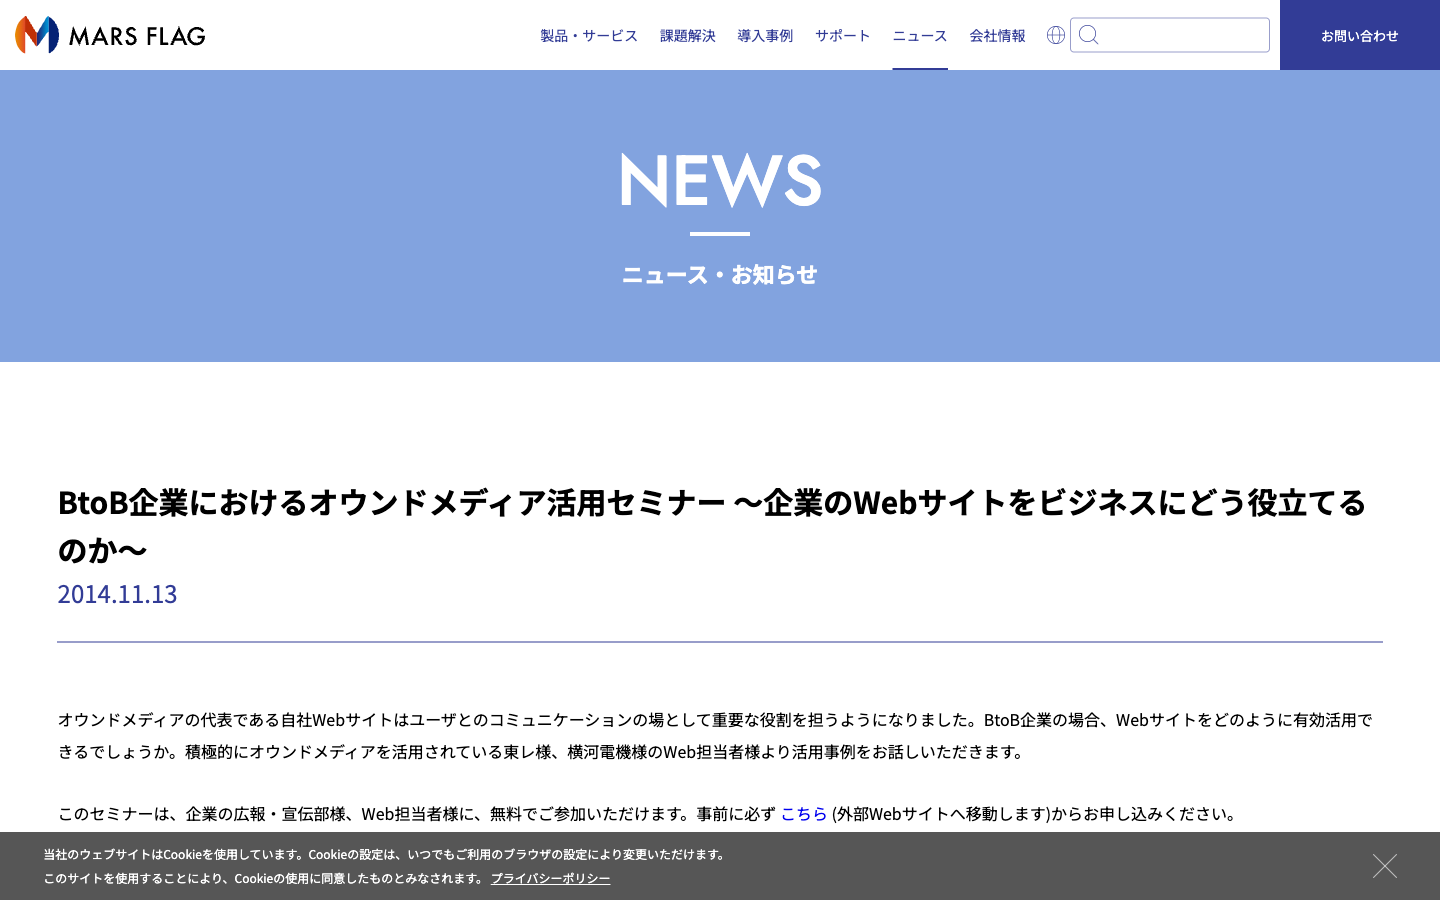 MARS FLAG
製品・サービス 課題解決 導入事例 サポート ニュース 会社情報 お問い合わせ
NEWS
ニュース・お知らせ
BtoB企業におけるオウンドメディア活用セミナー ～企業のWebサイトをビジネスにどう役立てる
のか～
2014.11.13
オウンドメディアの代表である自社Webサイトはユーザとのコミュニケーションの場として重要な役割を担うようになりました。BtoB企業の場合、Webサイトをどのように有効活用で
きるでしょうか。積極的にオウンドメディアを活用されている東レ様、横河電機様のWeb担当者様より活用事例をお話しいただきます。
このセミナーは、企業の広報・宣伝部様、Web担当者様に、無料でご参加いただけます。事前に必ず こちら (外部Webサイトへ移動します)からお申し込みください。
当社のウェブサイトはCookieを使用しています。Cookieの設定は、いつでもご利用のブラウザの設定により変更いただけます。
このサイトを使用することにより、Cookieの使用に同意したものとみなされます。 プライバシーポリシー